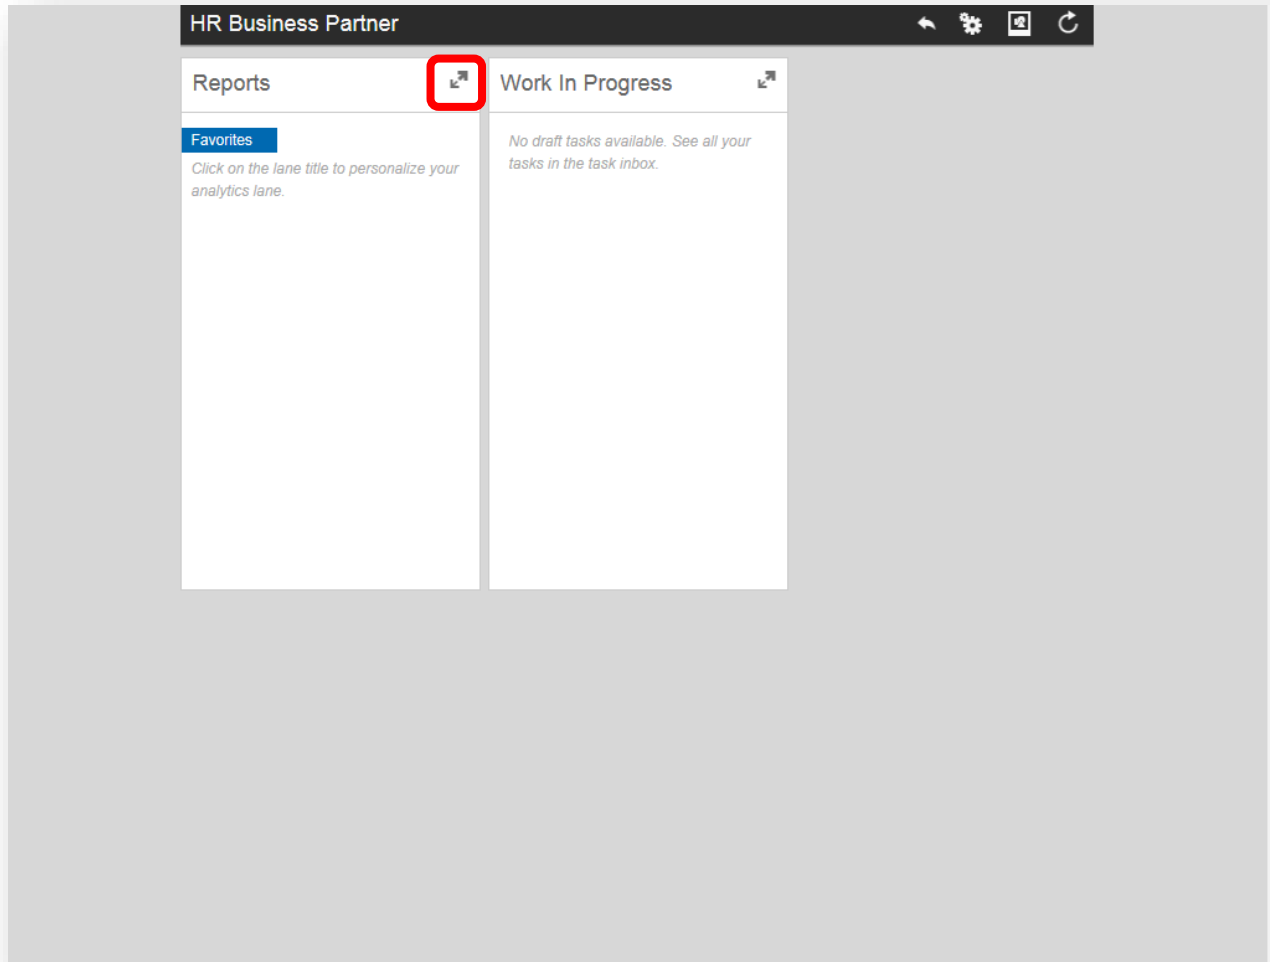 HR Business Partner
Reports
Favorites
Click on the lane title to personalize your
analytics lane.
Work In Progress
No draft tasks available. See all your
tasks in the task inbox.